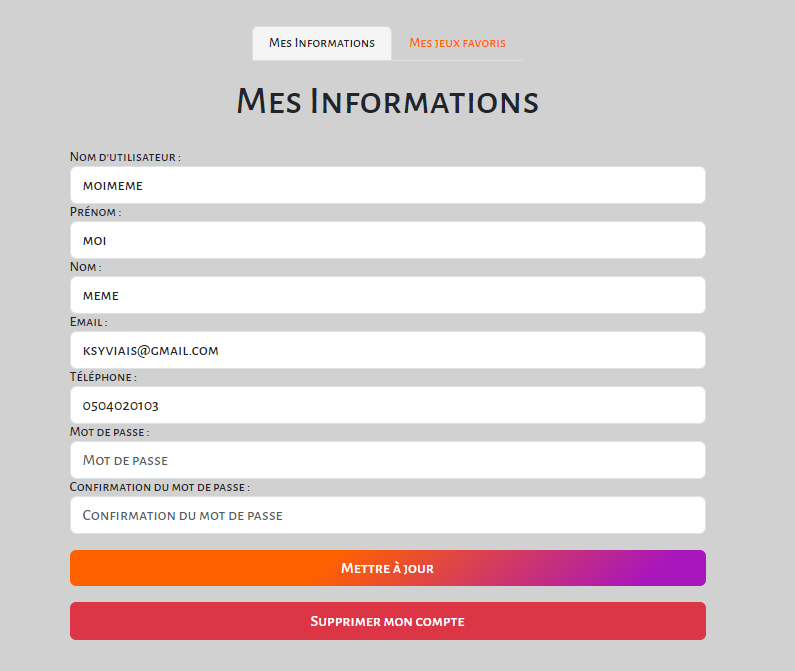 Mes Informations
Mes jeux favoris
Mes Informations
Nom d'utilisateur :
moimeme
Prénom :
moi
Nom :
meme
Email :
ksyviais@gmail.com
Téléphone :
0504020103
Mot de passe :
Mot de passe
Confirmation du mot de passe :
Confirmation du mot de passe
Mettre à jour
Supprimer mon compte